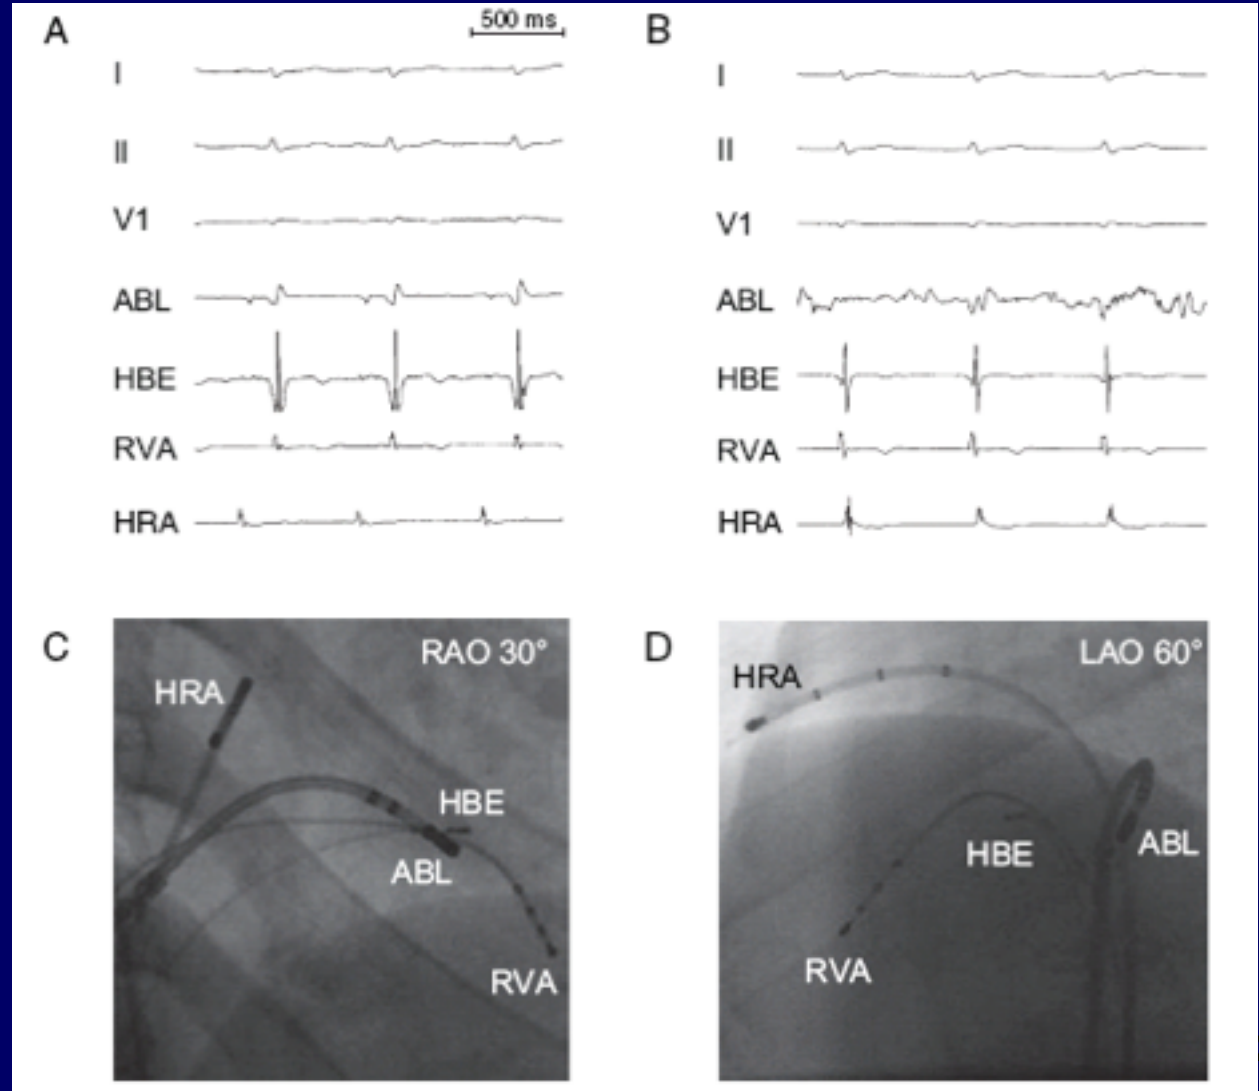 A
500 ms
I
II
V1
ABL
HBE
RVA
HRA
B
I
II
V1
ABL
HBE
RVA
HRA
C
RAO 30°
HRA
HBE
ABL
RVA
D
LAO 60°
HRA
HBE
ABL
RVA